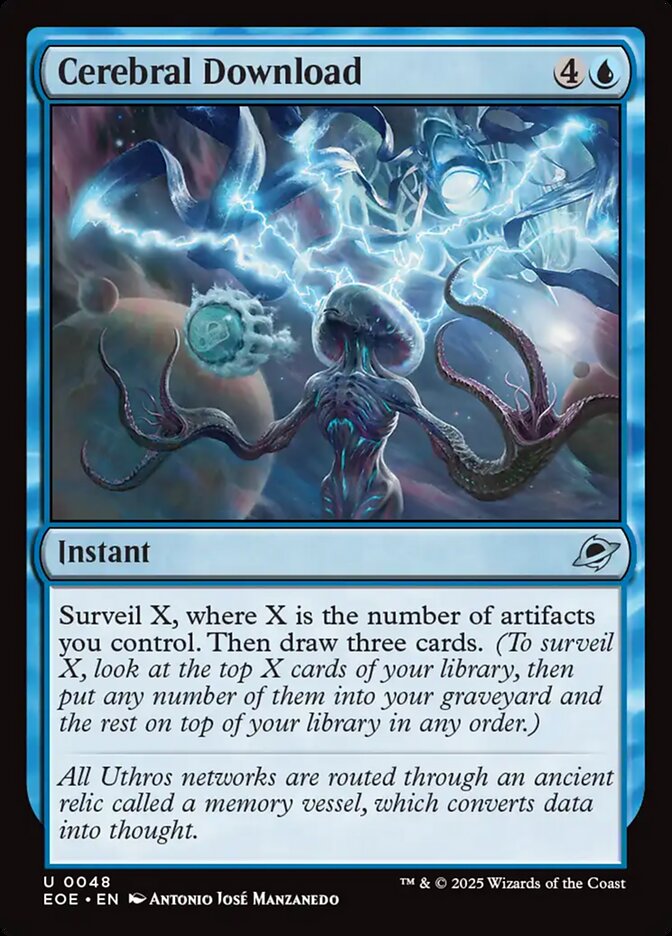 Cerebral Download 4
Instant
Surveil X, where X is the number of artifacts
you control. Then draw three cards. (To surveil
X, look at the top X cards of your library, then
put any number of them into your graveyard and
the rest on top of your library in any order.)
All Uthros networks are routed through an ancient
relic called a memory vessel, which converts data
into thought.
U 0048
EOE • EN Antonio José Manzanedo
™ & © 2025 Wizards of the Coast